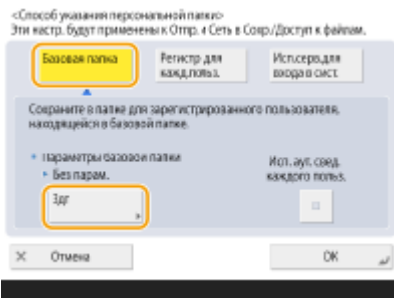 <Способ указания персональной папки>
Эти настр. будут применены к Отпр. и Сеть в Сохр./Доступ к файлам.
Базовая папка
Регистр для
кажд.польз.
Исп.серв.для
входа в сист.
Сохраните в папке для зарегистрированного пользователя,
находящейся в базовой папке.
Параметры базовой папки
Без парам.
Исп. аут. свед.
каждого польз.
Здг
Отмена
OK